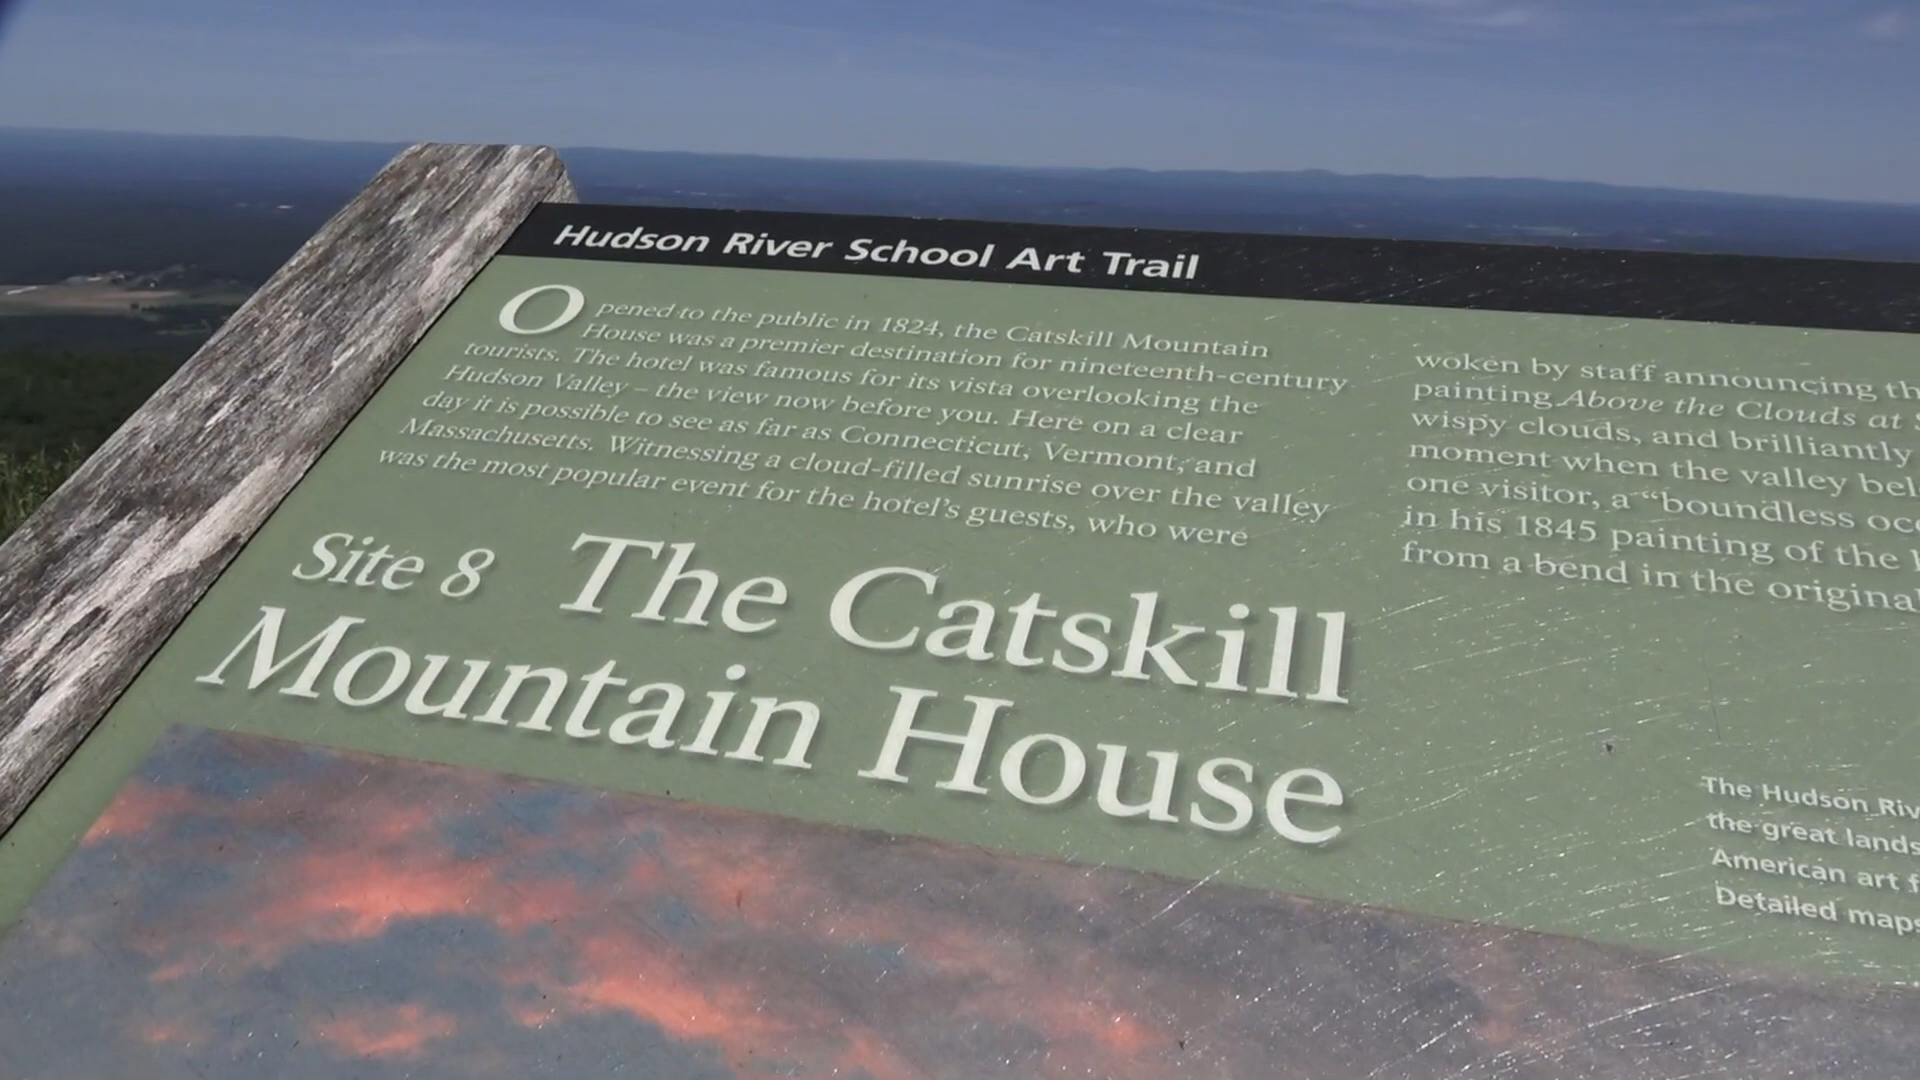 Hudson River School Art Trail
Opened to the public in 1824, the Catskill Mountain
House was a premier destination for nineteenth-century
tourists. The hotel was famous for its vista overlooking the
Hudson Valley – the view now before you. Here on a clear
day it is possible to see as far as Connecticut, Vermont, and
Massachusetts. Witnessing a cloud-filled sunrise over the valley
was the most popular event for the hotel's guests, who were
woken by staff announcing
painting Above the Clouds at
wispy clouds, and brilliantly
moment when the valley
one visitor, a "boundless
in his 1845 painting of the
from a bend in the original
Site 8 The Catskill
Mountain House
The Hudson
the great
American art
Detailed maps